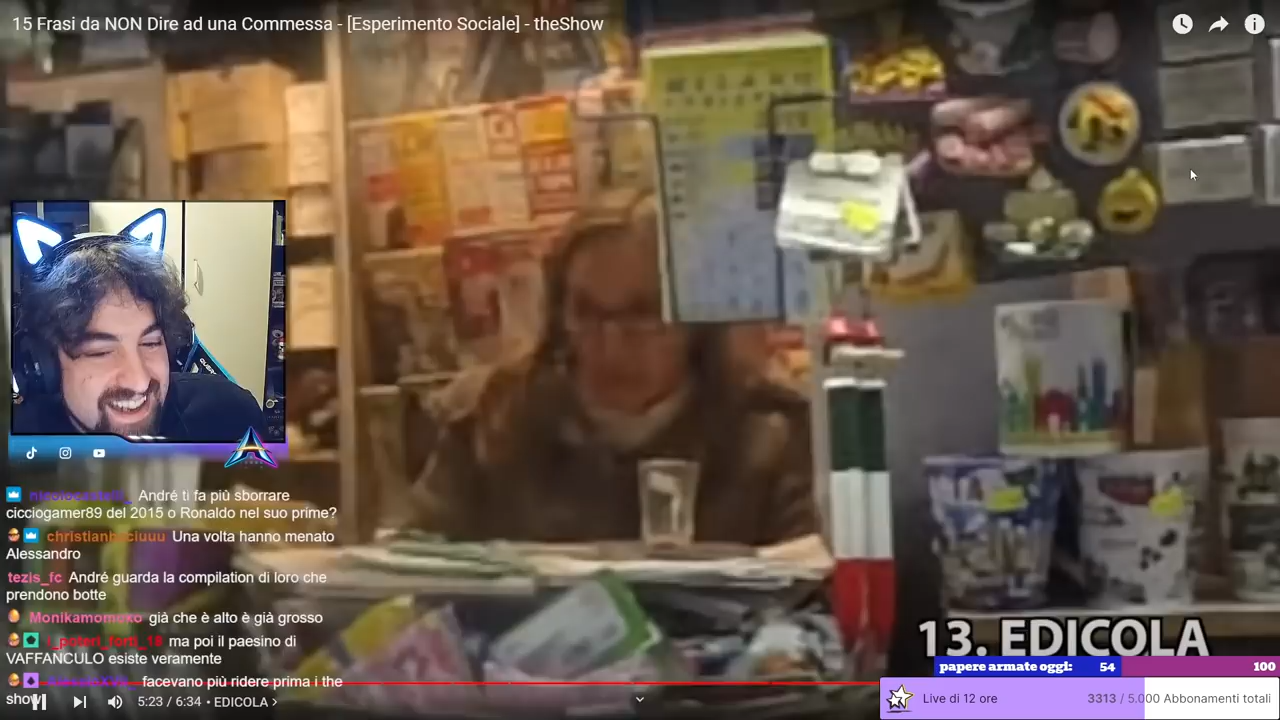 15 Frasi da NON Dire ad una Commessa - [Esperimento Sociale] - theShow
MILANO
André ti fa più sborrare
cicciogamer89 del 2015 o Ronaldo nel suo prime?
Una volta hanno menato
Alessandro
tezis_fc André guarda la compilation di loro che
prendono botte
Monikamomoko già che è alto è già grosso
i_poteri_forti_18 ma poi il paesino di
VAFFANCULO esiste veramente
facevano più ridere prima i the
show
5:23 / 6:34 • EDICOLA
13. EDICOLA
papere armate oggi: 54 100
Live di 12 ore 3313 / 5.000 Abbonamenti totali